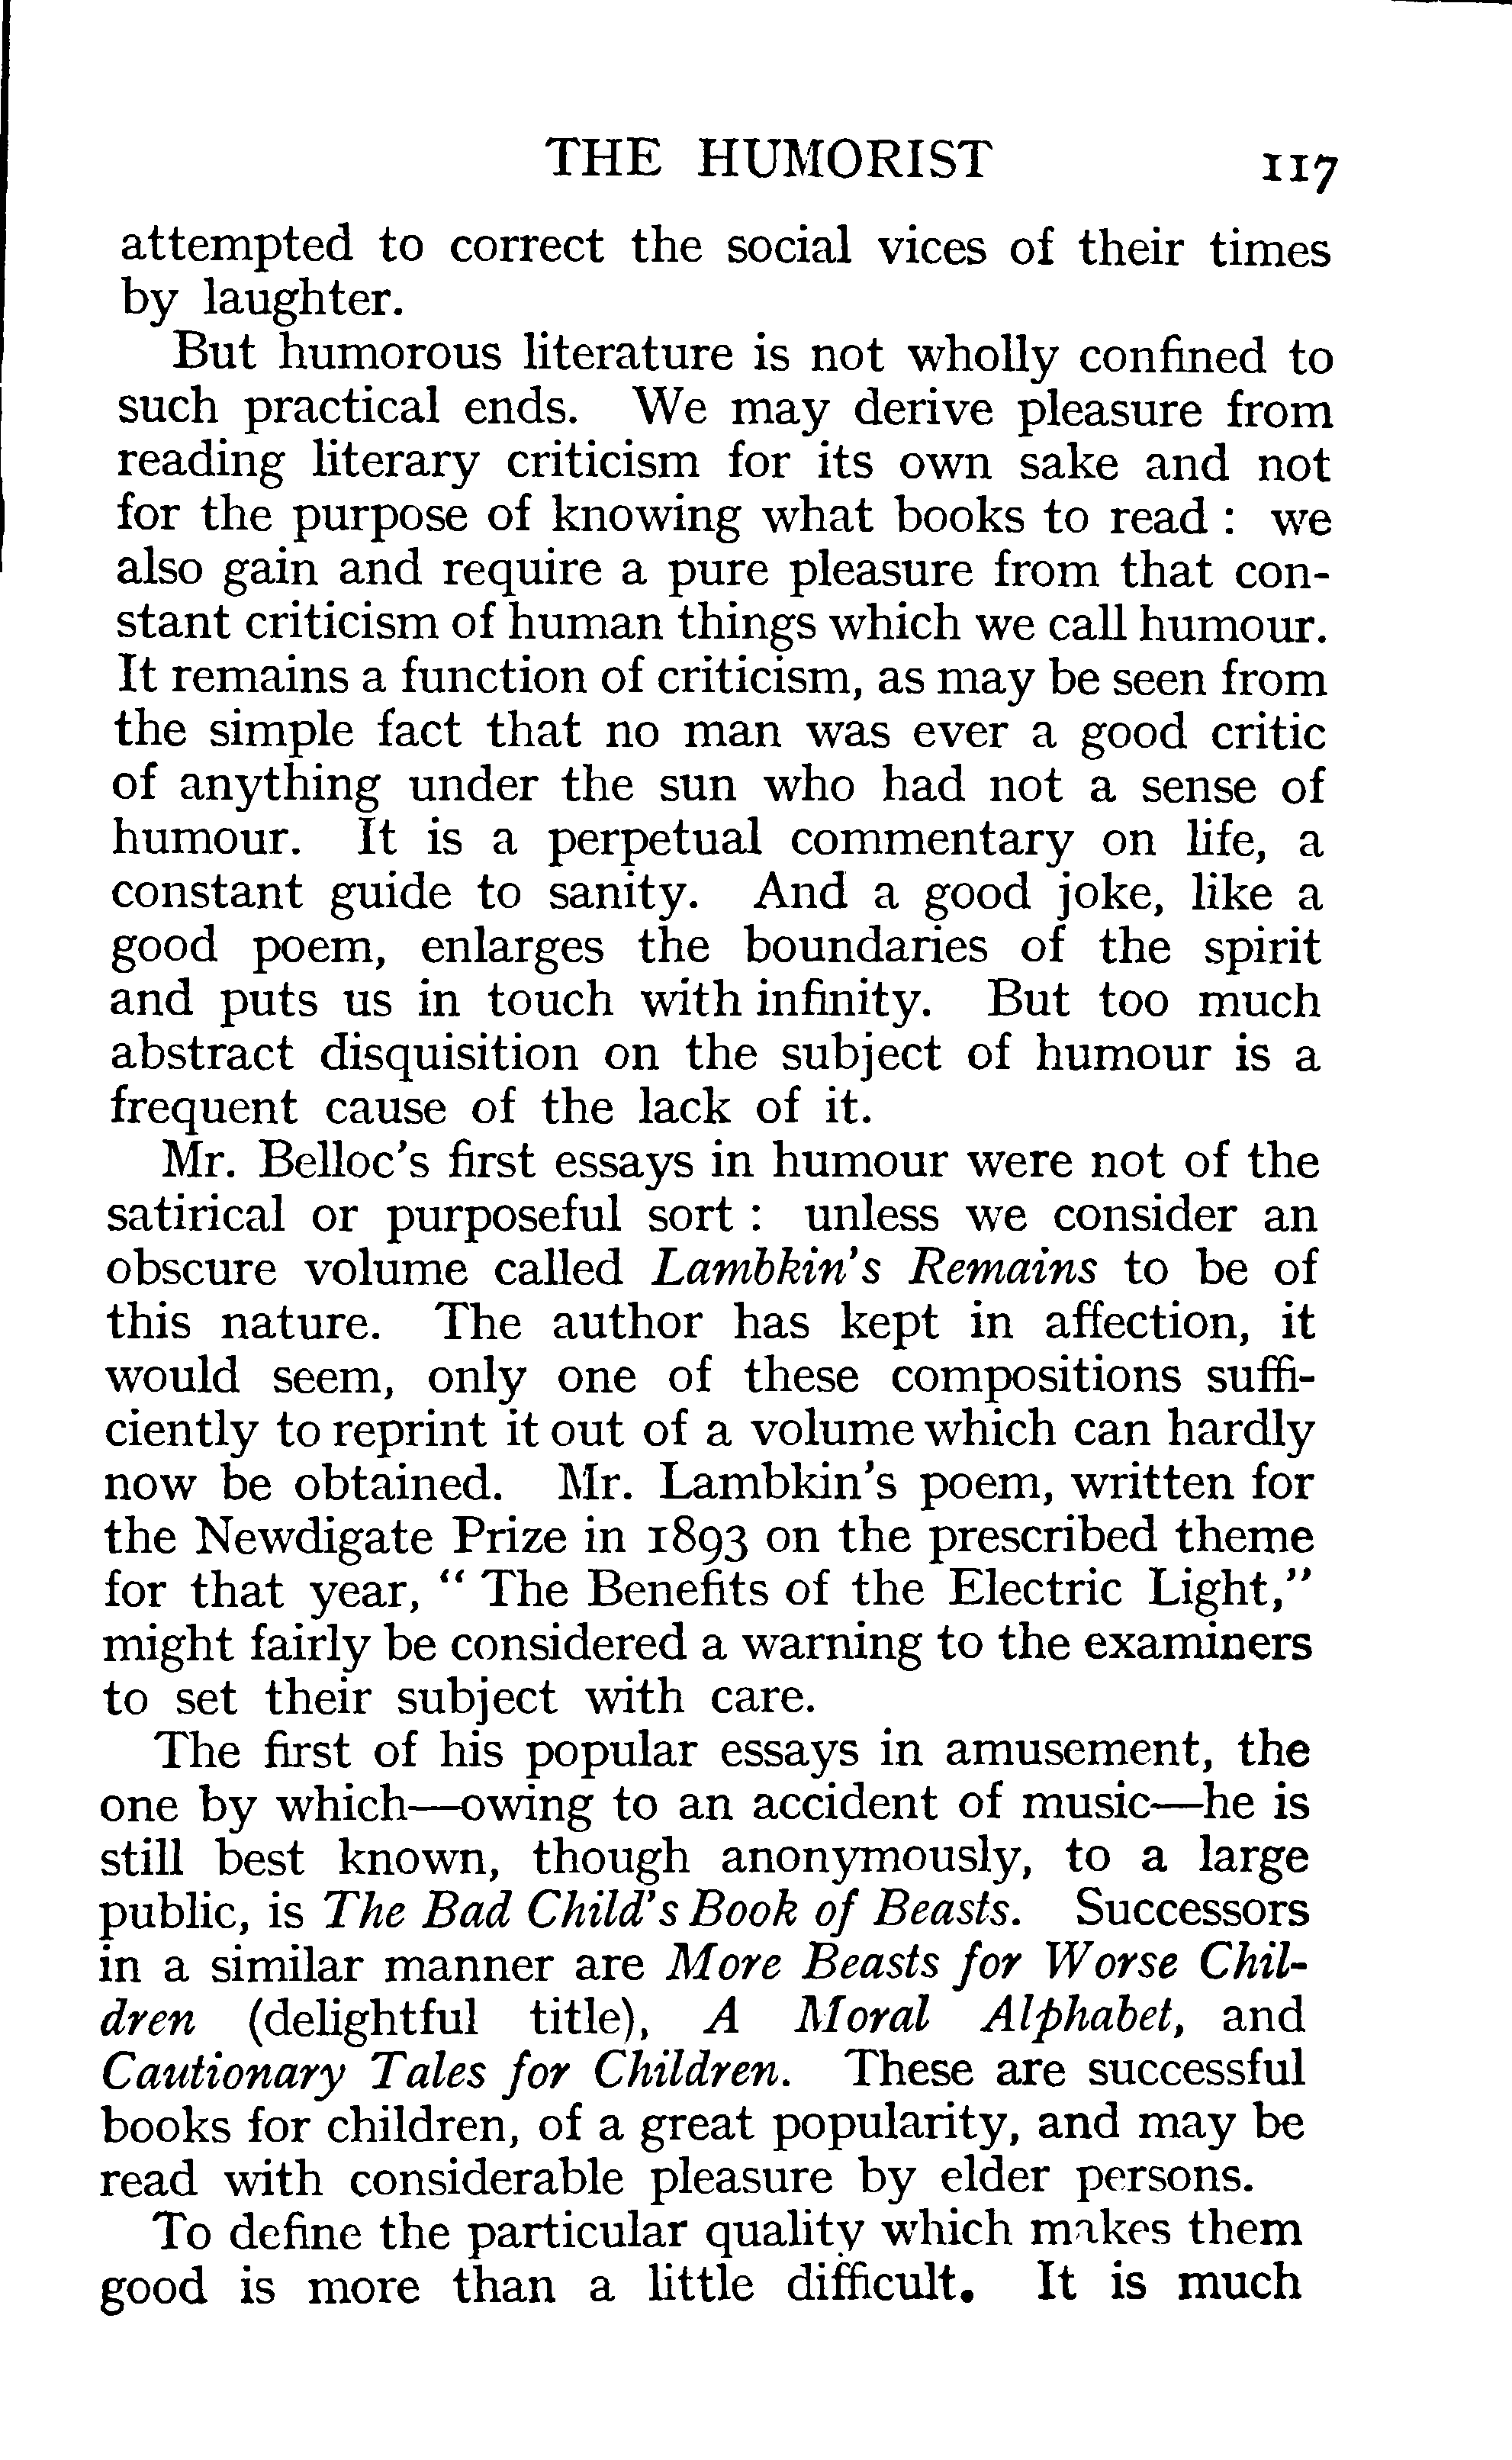 THE HUMORIST 117
attempted to correct the social vices of their times
by laughter.
But humorous literature is not wholly confined to
such practical ends. We may derive pleasure from
reading literary criticism for its own sake and not
for the purpose of knowing what books to read : we
also gain and require a pure pleasure from that con-
stant criticism of human things which we call humour.
It remains a function of criticism, as may be seen from
the simple fact that no man was ever a good critic
of anything under the sun who had not a sense of
humour. It is a perpetual commentary on life, a
constant guide to sanity. And a good joke, like a
good poem, enlarges the boundaries of the spirit
and puts us in touch with infinity. But too much
abstract disquisition on the subject of humour is a
frequent cause of the lack of it.
Mr. Belloc's first essays in humour were not of the
satirical or purposeful sort : unless we consider an
obscure volume called Lambkin's Remains to be of
this nature. The author has kept in affection, it
would seem, only one of these compositions suffi-
ciently to reprint it out of a volume which can hardly
now be obtained. Mr. Lambkin's poem, written for
the Newdigate Prize in 1893 on the prescribed theme
for that year, " The Benefits of the Electric Light,"
might fairly be considered a warning to the examiners
to set their subject with care.
The first of his popular essays in amusement, the
one by which—owing to an accident of music—he is
still best known, though anonymously, to a large
public, is The Bad Child's Book of Beasts. Successors
in a similar manner are More Beasts for Worse Chil-
dren (delightful title), A Moral Alphabet, and
Cautionary Tales for Children. These are successful
books for children, of a great popularity, and may be
read with considerable pleasure by elder persons.
To define the particular quality which makes them
good is more than a little difficult. It is much